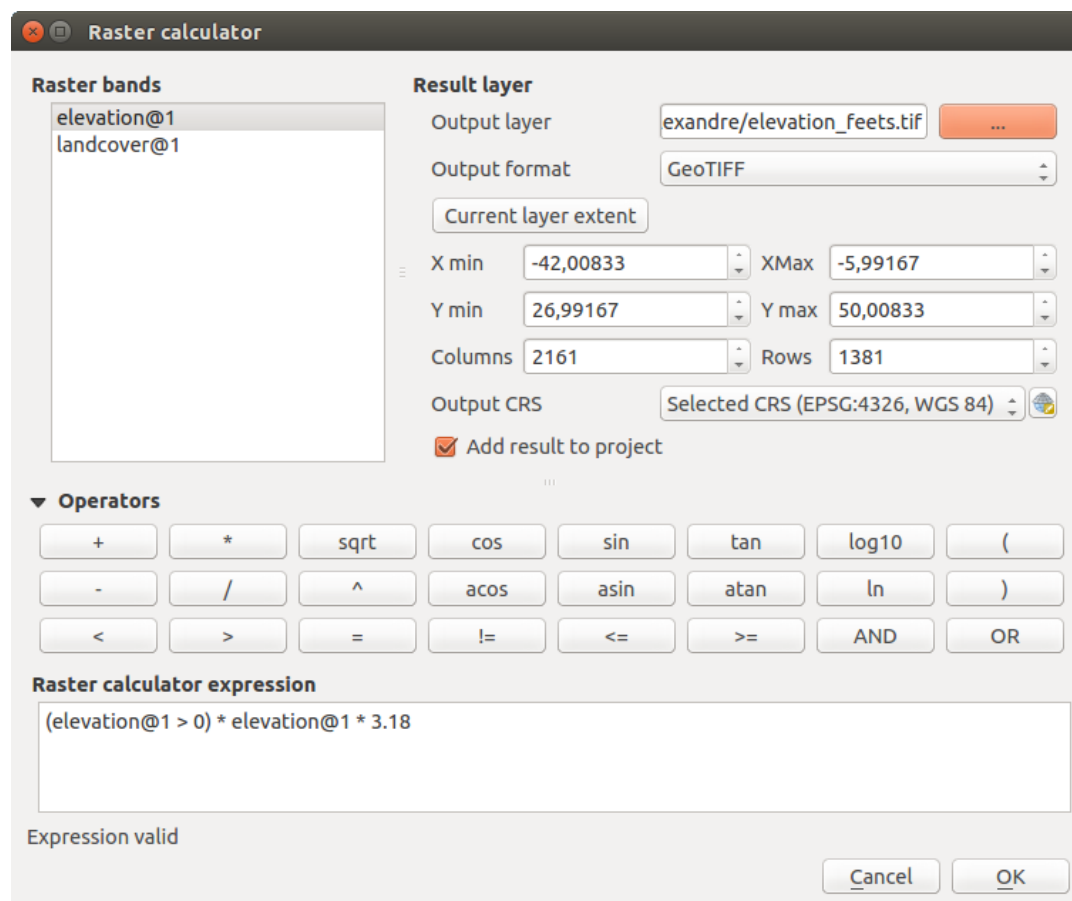 Raster calculator
Raster bands
elevation@1
landcover@1
Result layer
Output layer exandre/elevation_feets.tif ...
Output format GeoTIFF
Current layer extent
X min -42,00833 XMax -5,99167
Y min 26,99167 Y max 50,00833
Columns 2161 Rows 1381
Output CRS Selected CRS (EPSG:4326, WGS 84)
Add result to project
Operators
+ * sqrt cos sin tan log10 (
- / ^ acos asin atan ln )
< > = != <= >= AND OR
Raster calculator expression
(elevation@1 > 0) * elevation@1 * 3.18
Expression valid
Cancel OK